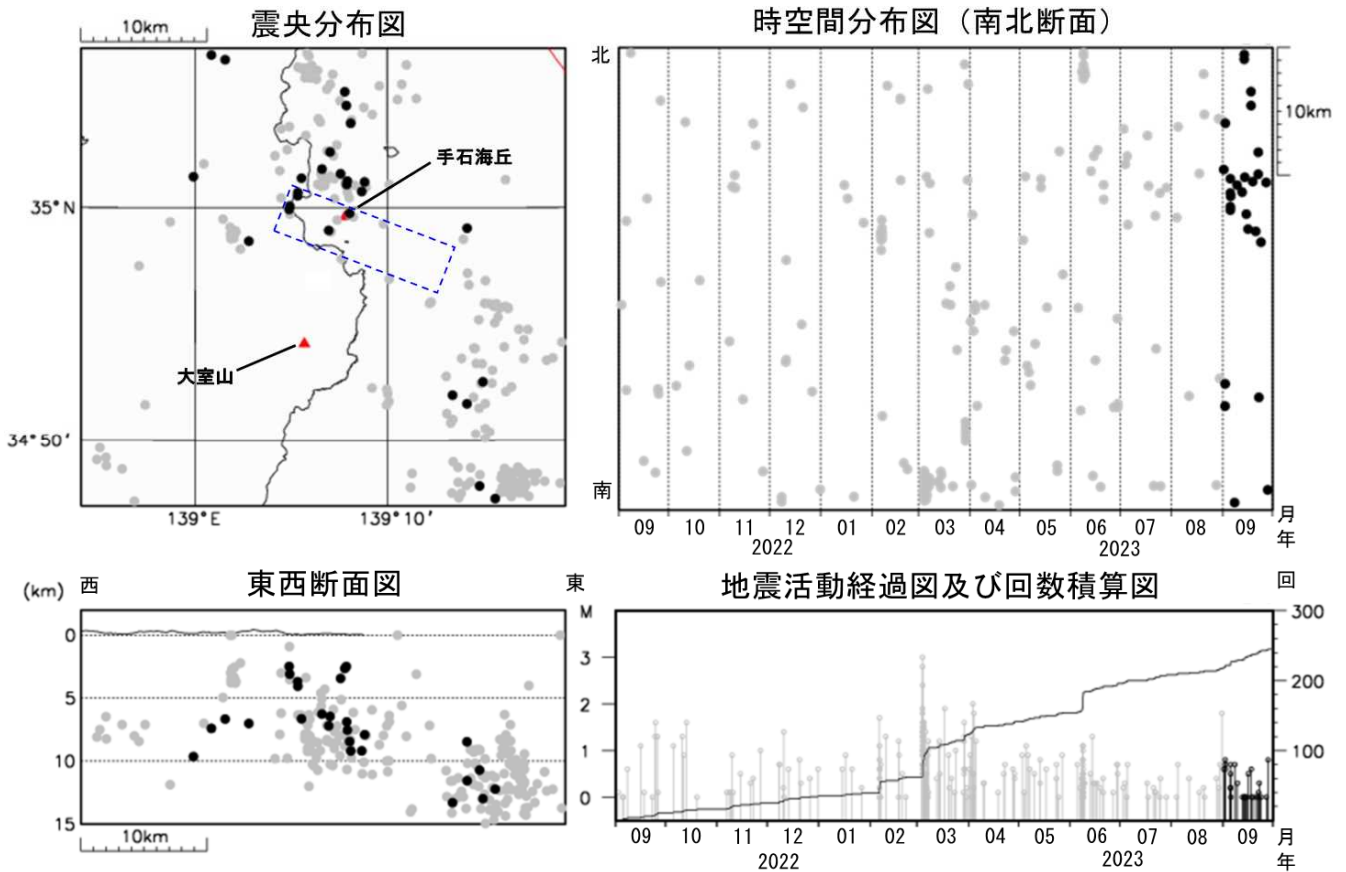 震央分布図
10km
手石海丘
35°N
大室山
34°50′
139°E
139°10′
時空間分布図（南北断面）
北
10km
南
09 10 11 12 01 02 03 04 05 06 07 08 09 月
2022 2023 年
東西断面図
(km) 西 東
0
5
10
15
10km
地震活動経過図及び回数積算図
M 回
300
3
200
2
1 100
0
09 10 11 12 01 02 03 04 05 06 07 08 09 月
2022 2023 年